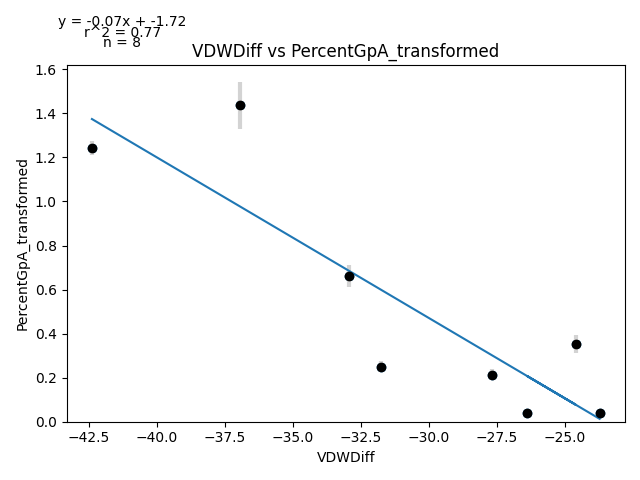 y = -0.07x + -1.72
r^2 = 0.77
n = 8
VDWDiff vs PercentGpA_transformed
PercentGpA_transformed
1.6
1.4
1.2
1.0
0.8
0.6
0.4
0.2
0.0
−42.5 −40.0 −37.5 −35.0 −32.5 −30.0 −27.5 −25.0
VDWDiff